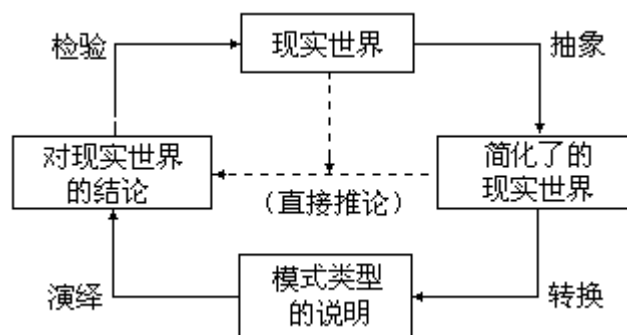 检验
现实世界
抽象
对现实世界
的结论
简化了的
现实世界
（直接推论）
演绎
模式类型
的说明
转换